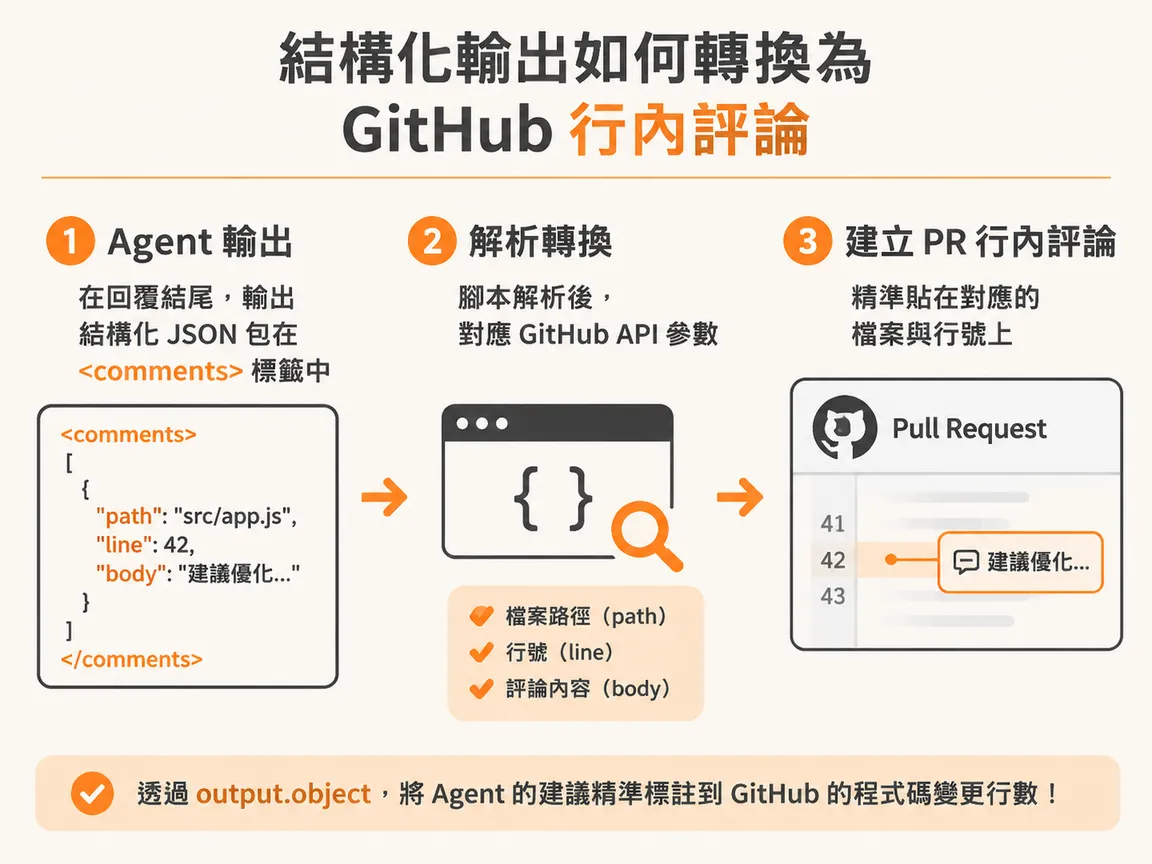 結構化輸出如何轉換為
GitHub 行內評論
1 Agent 輸出
在回覆結尾，輸出
結構化 JSON 包在
<comments> 標籤中
<comments>
[
{
"path": "src/app.js",
"line": 42,
"body": "建議優化..."
}
]
</comments>
2 解析轉換
腳本解析後，
對應 GitHub API 參數
{ }
檔案路徑（path）
行號（line）
評論內容（body）
3 建立 PR 行內評論
精準貼在對應的
檔案與行號上
Pull Request
41
42 建議優化...
43
透過 output.object，將 Agent 的建議精準標註到 GitHub 的程式碼變更行數！